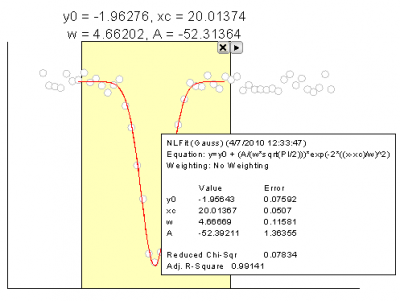 y0 = -1.96276, xc = 20.01374
w = 4.66202, A = -52.31364
NLFit (Gauss) (4/7/2010 12:33:47)
Equation: y=y0 + (A/(w*sqrt(PI/2)))*exp(-2*((x-xc)/w)^2)
Weighting: No Weighting
Value Error
y0 -1.95643 0.07592
xc 20.01367 0.0507
w 4.66669 0.11581
A -52.39211 1.36355
Reduced Chi-Sqr 0.07834
Adj. R-Square 0.99141